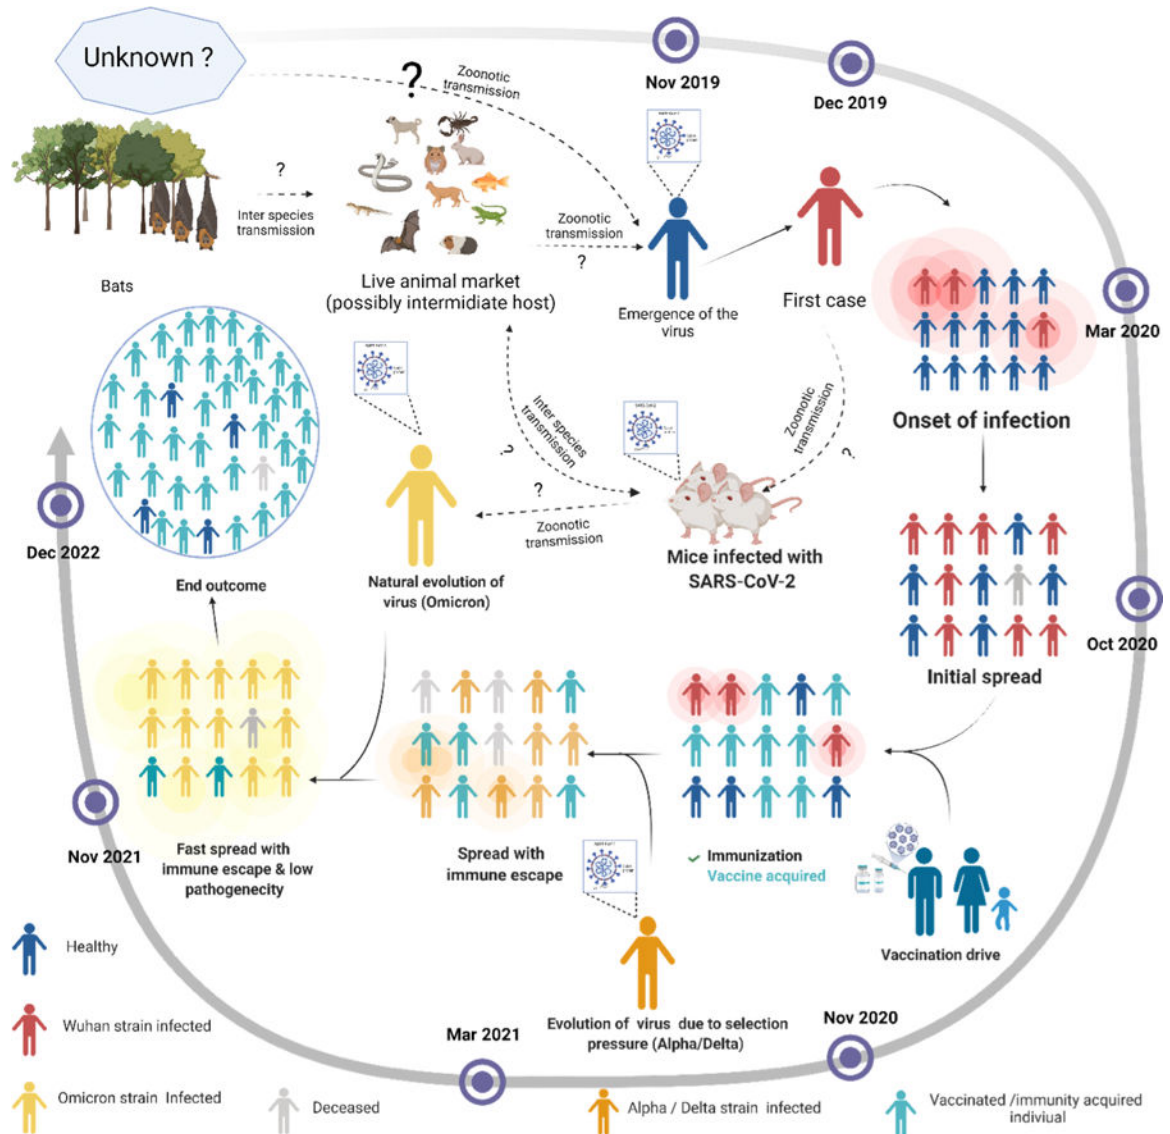 Unknown ?
?
Zoonotic
transmission
Nov 2019
Dec 2019
?
Inter species
transmission
Zoonotic
transmission
?
Bats
Live animal market
(possibly intermidiate host)
Emergence of the
virus
First case
Mar 2020
Onset of infection
Inter species
transmission
?
Zoonotic
transmission
?
?
Zoonotic
transmission
Mice infected with
SARS-CoV-2
Dec 2022
End outcome
Natural evolution of
virus (Omicron)
Oct 2020
Initial spread
Nov 2021
Fast spread with
immune escape & low
pathogenecity
Spread with
immune escape
✓ Immunization
Vaccine acquired
Vaccination drive
Evolution of virus due to selection
pressure (Alpha/Delta)
Mar 2021
Nov 2020
Healthy
Wuhan strain infected
Omicron strain Infected
Deceased
Alpha / Delta strain infected
Vaccinated /immunity acquired
indiviual